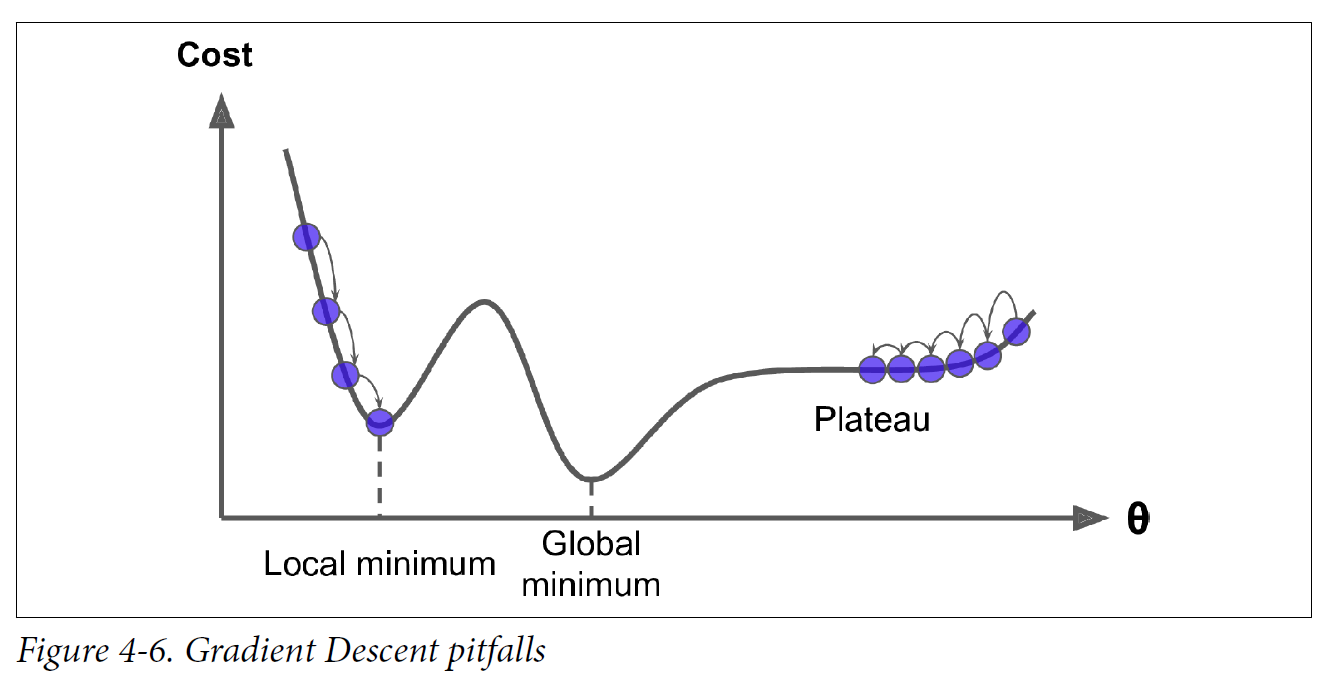 Cost
Plateau
θ
Local minimum
Global
minimum
Figure 4-6. Gradient Descent pitfalls